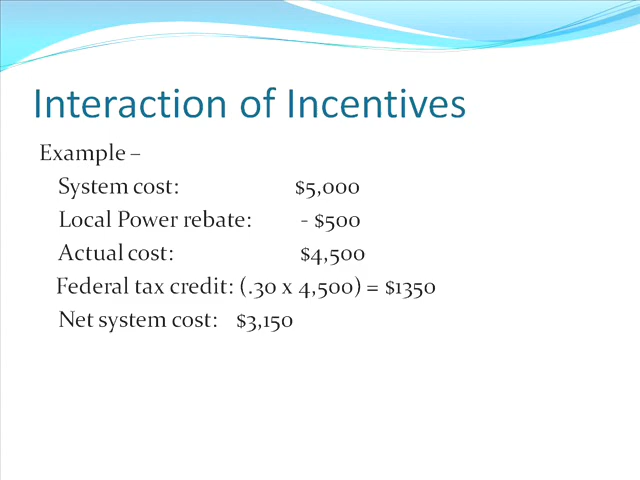 Interaction of Incentives
Example –
System cost: $5,000
Local Power rebate: - $500
Actual cost: $4,500
Federal tax credit: (.30 x 4,500) = $1350
Net system cost: $3,150